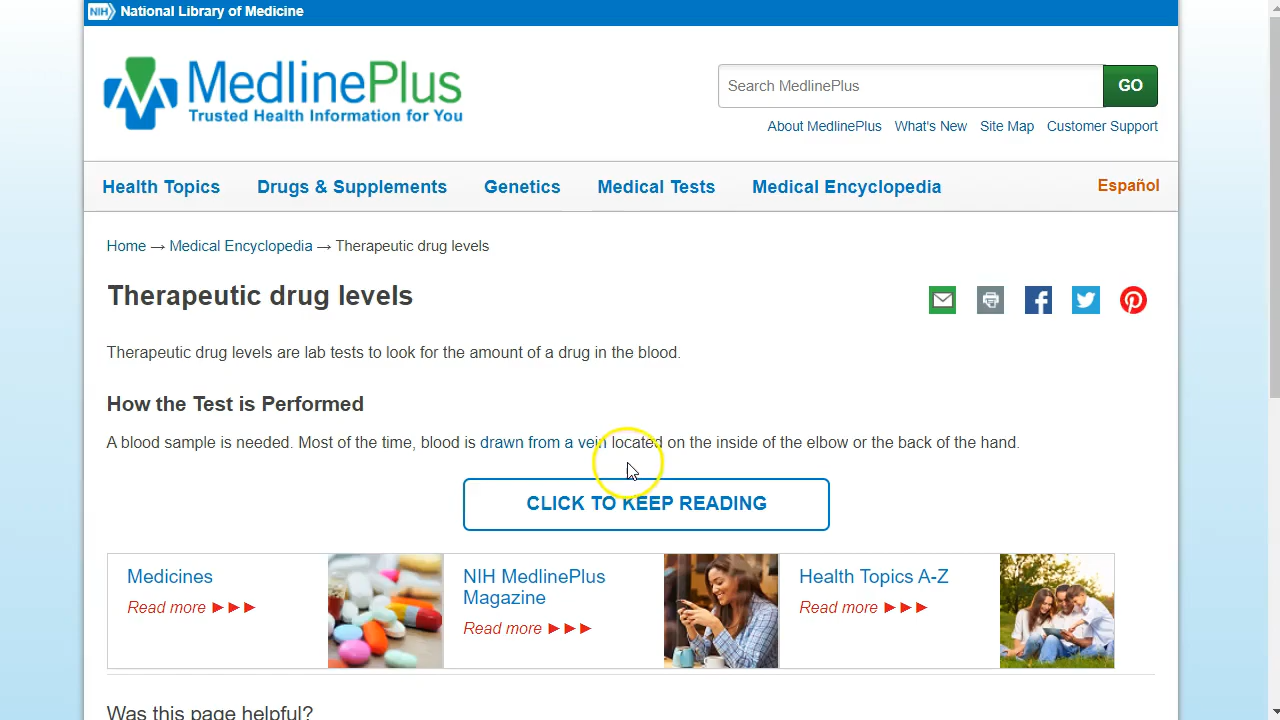 NIH National Library of Medicine
MedlinePlus
Trusted Health Information for You
Search MedlinePlus
GO
About MedlinePlus What's New Site Map Customer Support
Health Topics Drugs & Supplements Genetics Medical Tests Medical Encyclopedia Español
Home → Medical Encyclopedia → Therapeutic drug levels
Therapeutic drug levels
Therapeutic drug levels are lab tests to look for the amount of a drug in the blood.
How the Test is Performed
A blood sample is needed. Most of the time, blood is drawn from a vein located on the inside of the elbow or the back of the hand.
CLICK TO KEEP READING
Medicines
Read more ►►►
NIH MedlinePlus
Magazine
Read more ►►►
Health Topics A-Z
Read more ►►►
Was this page helpful?